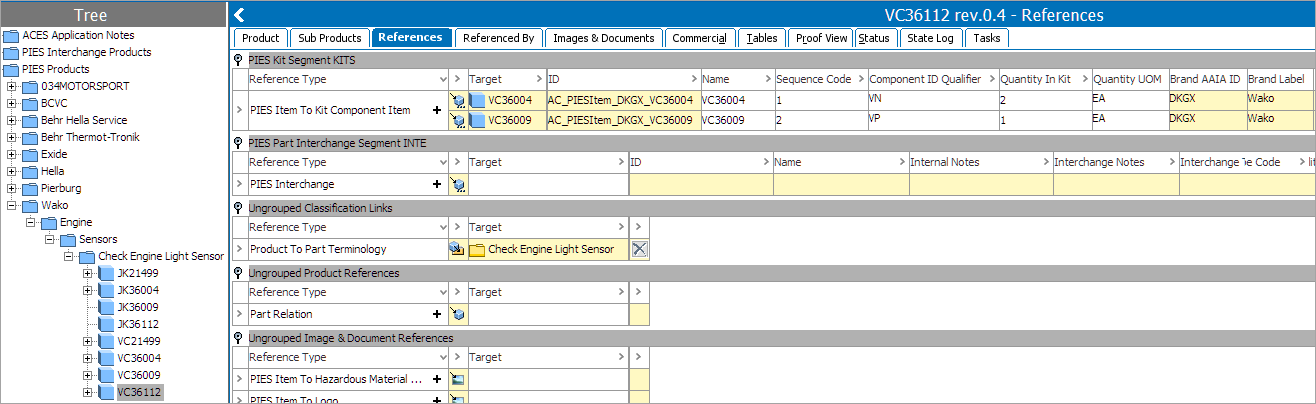 Tree
ACES Application Notes
PIES Interchange Products
PIES Products
034MOTORSPORT
BCVC
Behr Hella Service
Behr Thermot-Tronik
Exide
Hella
Pierburg
Wako
Engine
Sensors
Check Engine Light Sensor
JK21499
JK36004
JK36009
JK36112
VC21499
VC36004
VC36009
VC36112
VC36112 rev.0.4 - References
Product Sub Products References Referenced By Images & Documents Commercial Tables Proof View Status State Log Tasks
PIES Kit Segment KITS
Reference Type Target ID Name Sequence Code Component ID Qualifier Quantity In Kit Quantity UOM Brand AAIA ID Brand Label
PIES Item To Kit Component Item
VC36004 AC_PIESItem_DKGX_VC36004 VC36004 1 VN 2 EA DKGX Wako
VC36009 AC_PIESItem_DKGX_VC36009 VC36009 2 VP 1 EA DKGX Wako
PIES Part Interchange Segment INTE
Reference Type Target ID Name Internal Notes Interchange Notes Interchange e Code lit
PIES Interchange
Ungrouped Classification Links
Reference Type Target
Product To Part Terminology Check Engine Light Sensor
Ungrouped Product References
Reference Type Target
Part Relation
Ungrouped Image & Document References
Reference Type Target
PIES Item To Hazardous Material ...
PIES Item To Logo